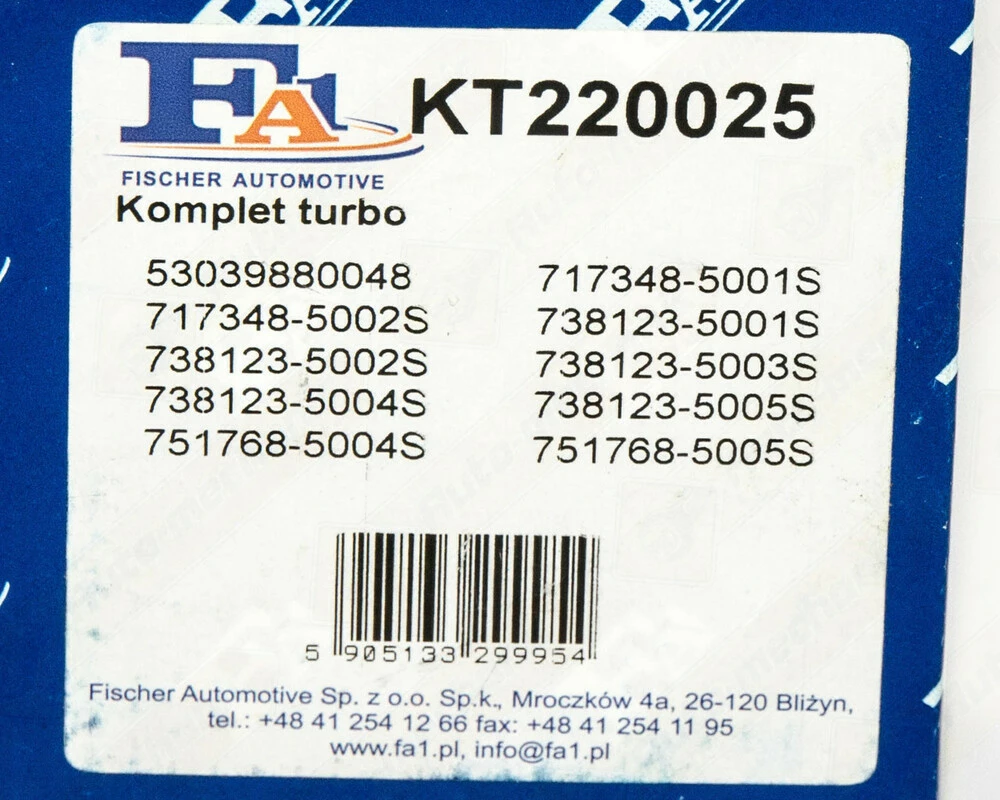 FA1 KT220025
FISCHER AUTOMOTIVE
Komplet turbo
53039880048 717348-5001S
717348-5002S 738123-5001S
738123-5002S 738123-5003S
738123-5004S 738123-5005S
751768-5004S 751768-5005S
5 905133 299954
Fischer Automotive Sp. z o.o. Sp.k., Mroczków 4a, 26-120 Bliżyn,
tel.: +48 41 254 12 66 fax: +48 41 254 11 95
www.fa1.pl, info@fa1.pl